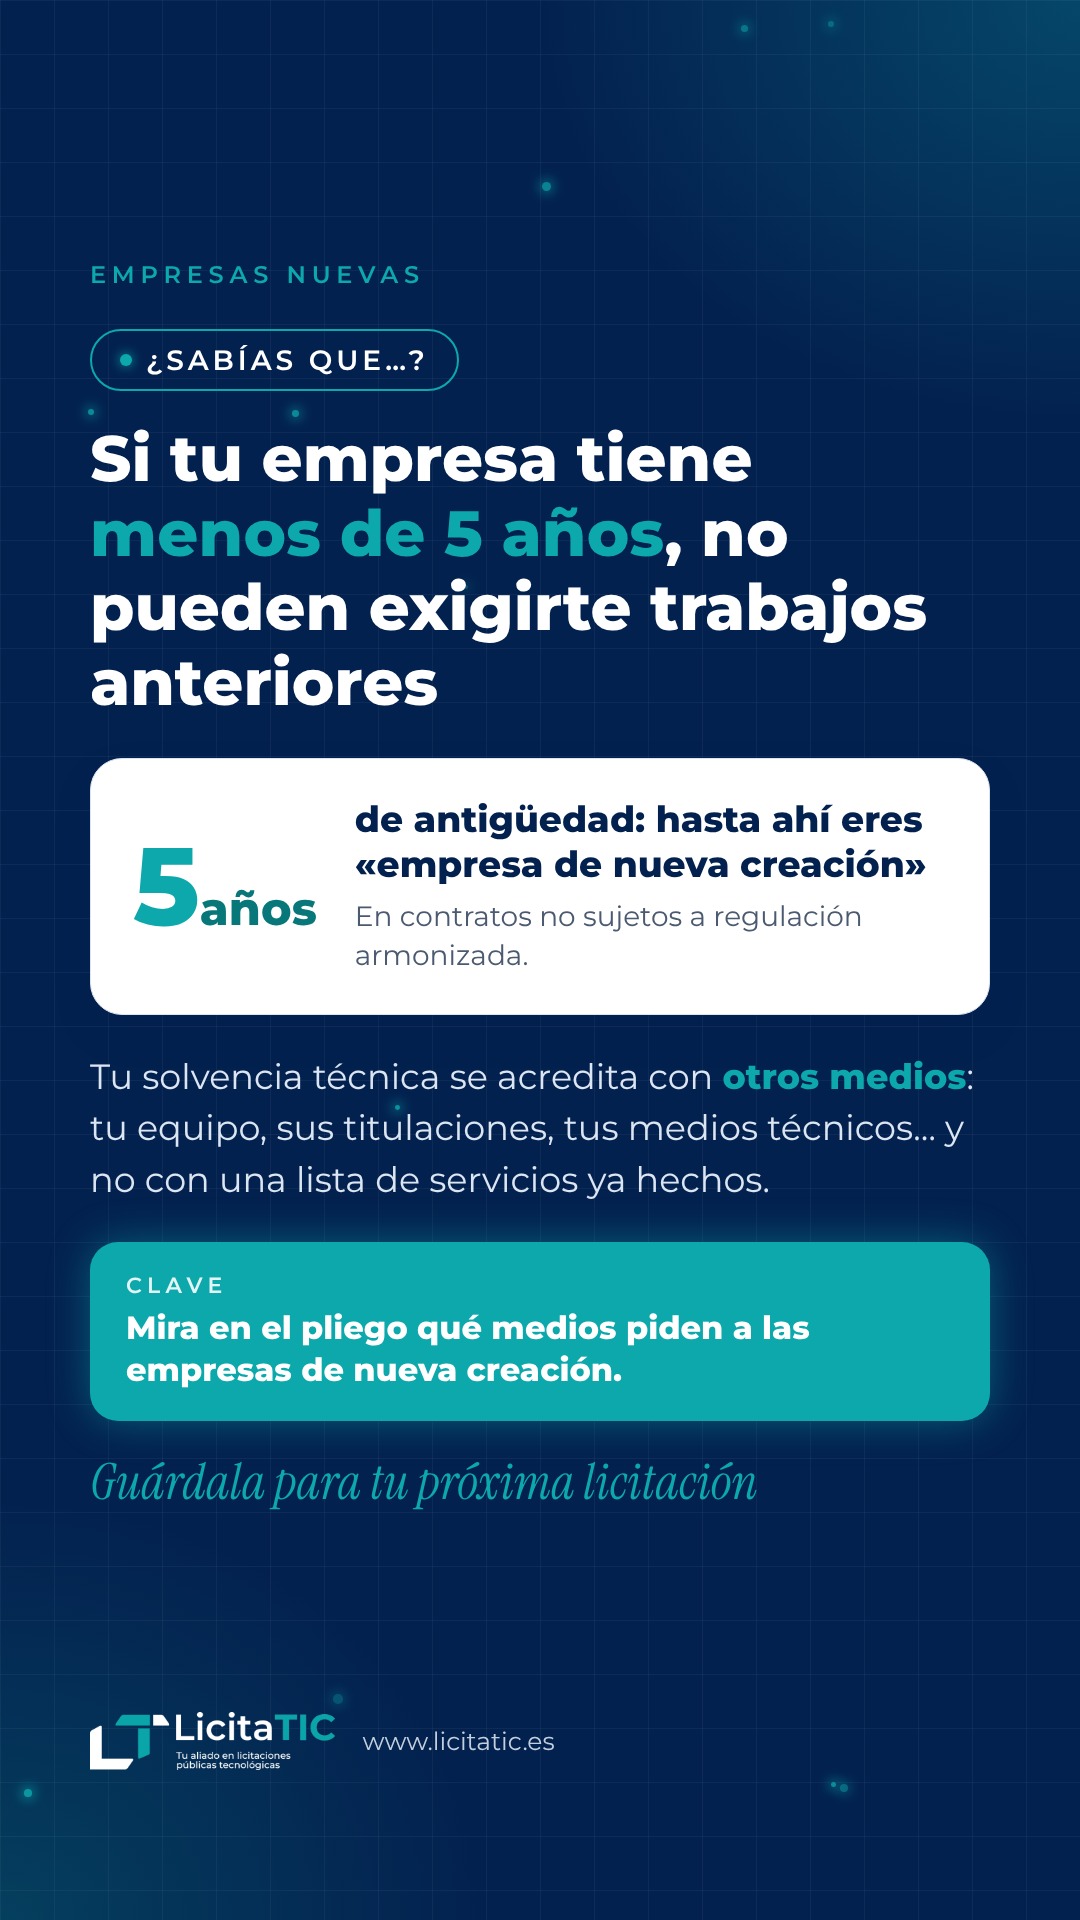 EMPRESAS NUEVAS
¿SABÍAS QUE...?
Si tu empresa tiene
menos de 5 años, no
pueden exigirte trabajos
anteriores
5años
de antigüedad: hasta ahí eres
«empresa de nueva creación»
En contratos no sujetos a regulación
armonizada.
Tu solvencia técnica se acredita con otros medios:
tu equipo, sus titulaciones, tus medios técnicos... y
no con una lista de servicios ya hechos.
CLAVE
Mira en el pliego qué medios piden a las
empresas de nueva creación.
Guárdala para tu próxima licitación
LicitaTIC
Tu aliado en licitaciones
públicas tecnológicas
www.licitatic.es